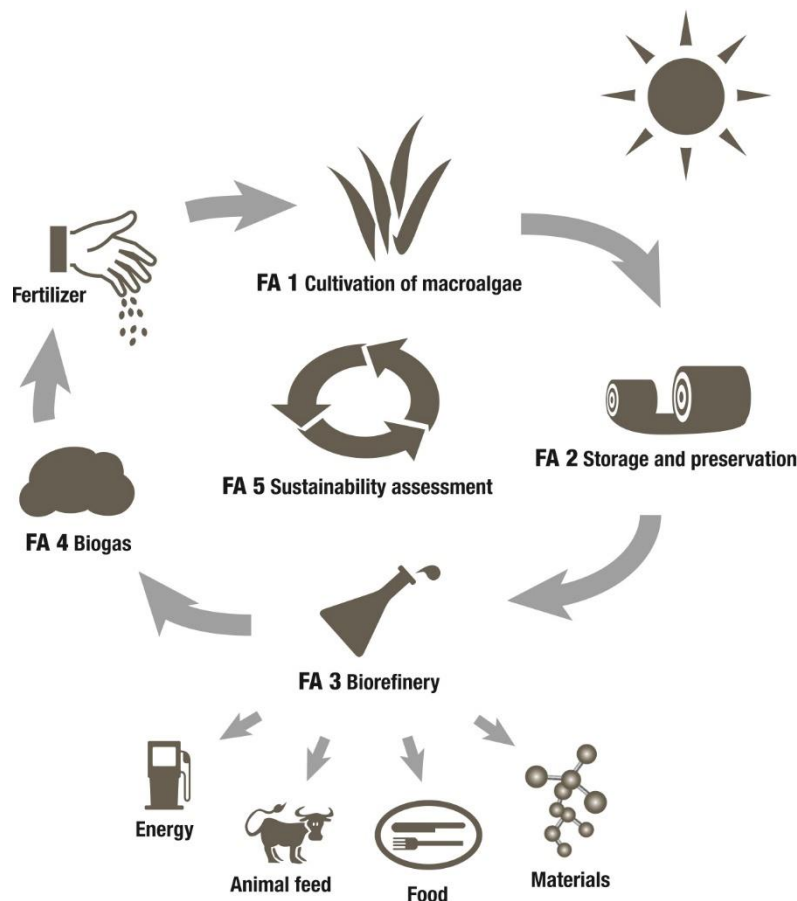 FA 1 Cultivation of macroalgae
Fertilizer
FA 2 Storage and preservation
FA 5 Sustainability assessment
FA 4 Biogas
FA 3 Biorefinery
Energy
Animal feed
Food
Materials